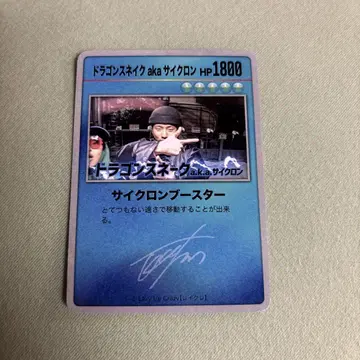 ドラゴンスネイク aka サイクロン HP1800
ドラゴンスネーク a.k.a サイクロン
サイクロンブースター
とてつもない速さで移動することが出来
る。